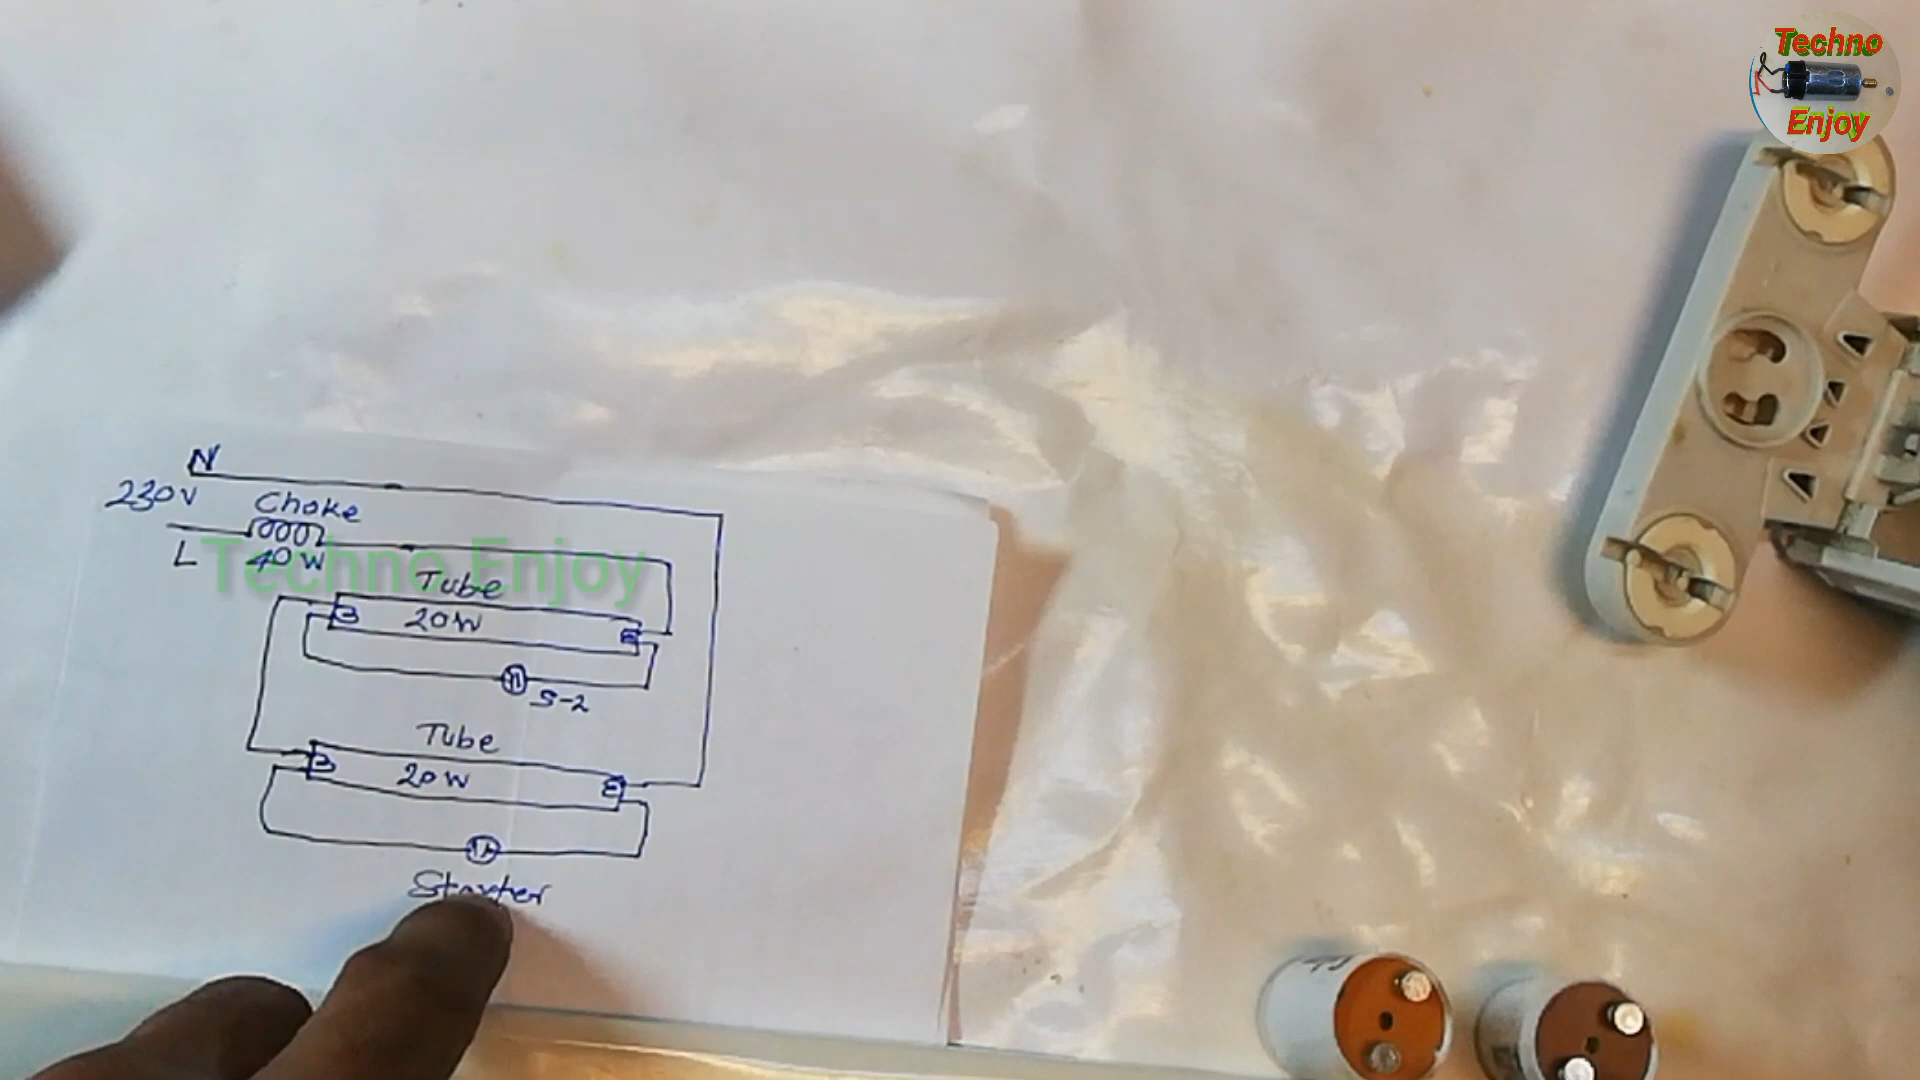 Techno
Enjoy
N
230V
Choke
L
40W
Techno Enjoy
Tube
20W
S-2
Tube
20W
Starter